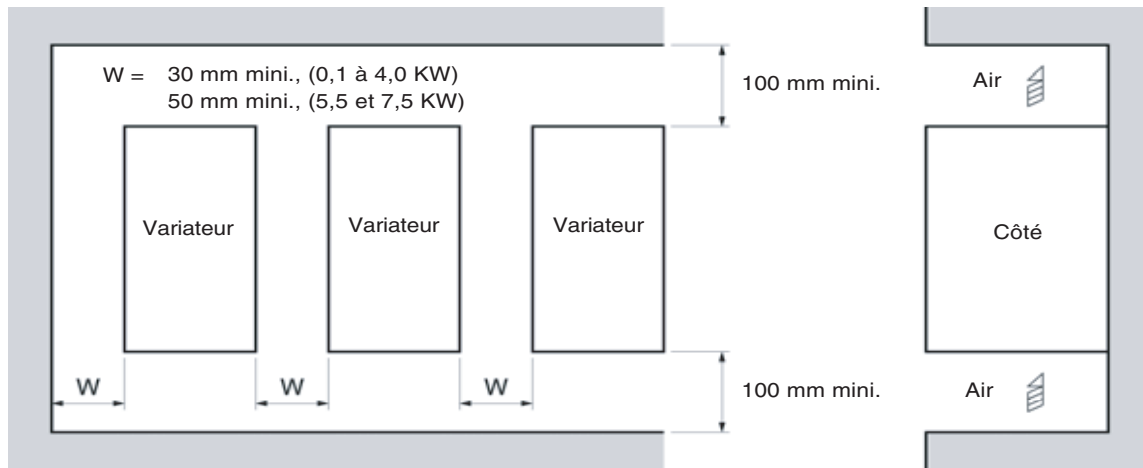 W = 30 mm mini., (0,1 à 4,0 KW)
50 mm mini., (5,5 et 7,5 KW)
100 mm mini.
Air
Variateur
Variateur
Variateur
Côté
W
W
W
100 mm mini.
Air